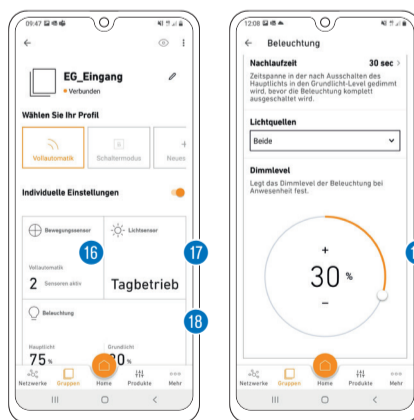 09:47
EG_Eingang
Verbunden
Wählen Sie Ihr Profil
Vollautomatik
Schaltermodus
Neues
Individuelle Einstellungen
Bewegungssensor
16
Lichtsensor
17
Vollautomatik
2 Sensoren aktiv
Tagbetrieb
18
Beleuchtung
Hauptlicht
75 %
Grundlicht
%
Netzwerke
Gruppen
Home
Produkte
Mehr
12:08
Beleuchtung
Nachlaufzeit 30 sec
Zeitspanne in der nach Ausschalten des
Hauptlichts in den Grundlicht-Level gedimmt
wird, bevor die Beleuchtung komplett
ausgeschaltet wird.
Lichtquellen
Beide
Dimmlevel
Legt das Dimmlevel der Beleuchtung bei
Anwesenheit fest.
+
30 %
−
Netzwerke
Gruppen
Home
Produkte
Mehr